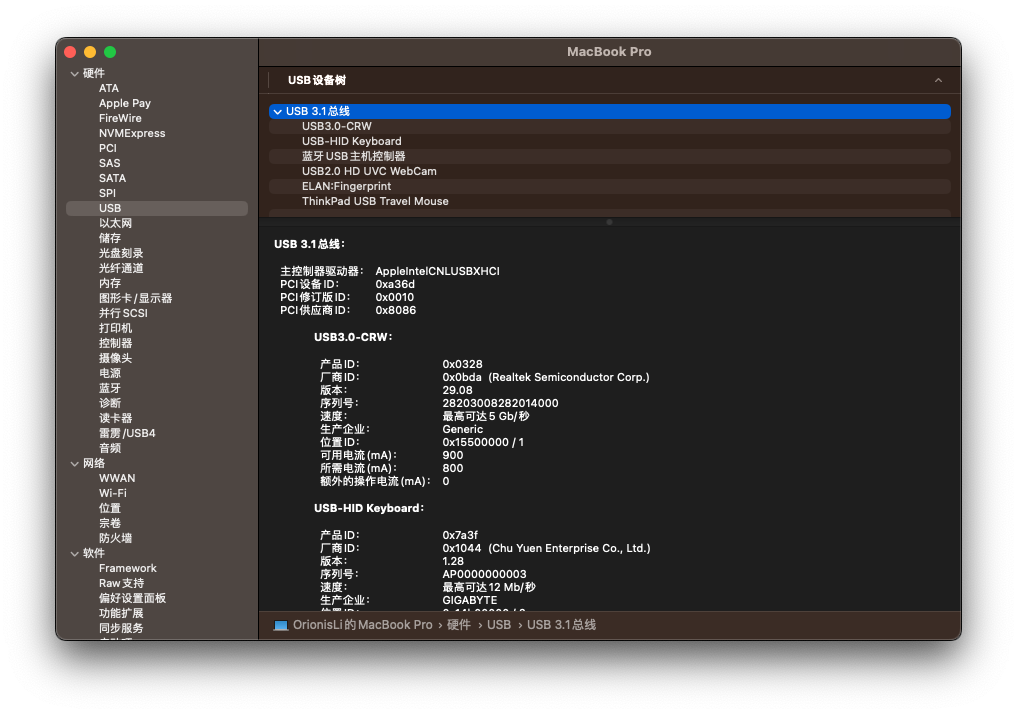 MacBook Pro
硬件
ATA
Apple Pay
FireWire
NVMExpress
PCI
SAS
SATA
SPI
USB
以太网
储存
光盘刻录
光纤通道
内存
图形卡/显示器
并行SCSI
打印机
控制器
摄像头
电源
蓝牙
诊断
读卡器
雷雳/USB4
音频
网络
WWAN
Wi-Fi
位置
宗卷
防火墙
软件
Framework
Raw支持
偏好设置面板
功能扩展
同步服务
USB设备树
USB 3.1总线
USB3.0-CRW
USB-HID Keyboard
蓝牙USB主机控制器
USB2.0 HD UVC WebCam
ELAN:Fingerprint
ThinkPad USB Travel Mouse
USB 3.1总线：
主控制器驱动器： AppleIntelCNLUSBXHCI
PCI设备ID： 0xa36d
PCI修订版ID： 0x0010
PCI供应商ID： 0x8086
USB3.0-CRW：
产品ID： 0x0328
厂商ID： 0x0bda (Realtek Semiconductor Corp.)
版本： 29.08
序列号： 28203008282014000
速度： 最高可达5 Gb/秒
生产企业： Generic
位置ID： 0x15500000 / 1
可用电流(mA)： 900
所需电流(mA)： 800
额外的操作电流(mA)： 0
USB-HID Keyboard：
产品ID： 0x7a3f
厂商ID： 0x1044 (Chu Yuen Enterprise Co., Ltd.)
版本： 1.28
序列号： AP0000000003
速度： 最高可达12 Mb/秒
生产企业： GIGABYTE
OrionisLi的MacBook Pro › 硬件 › USB › USB 3.1总线